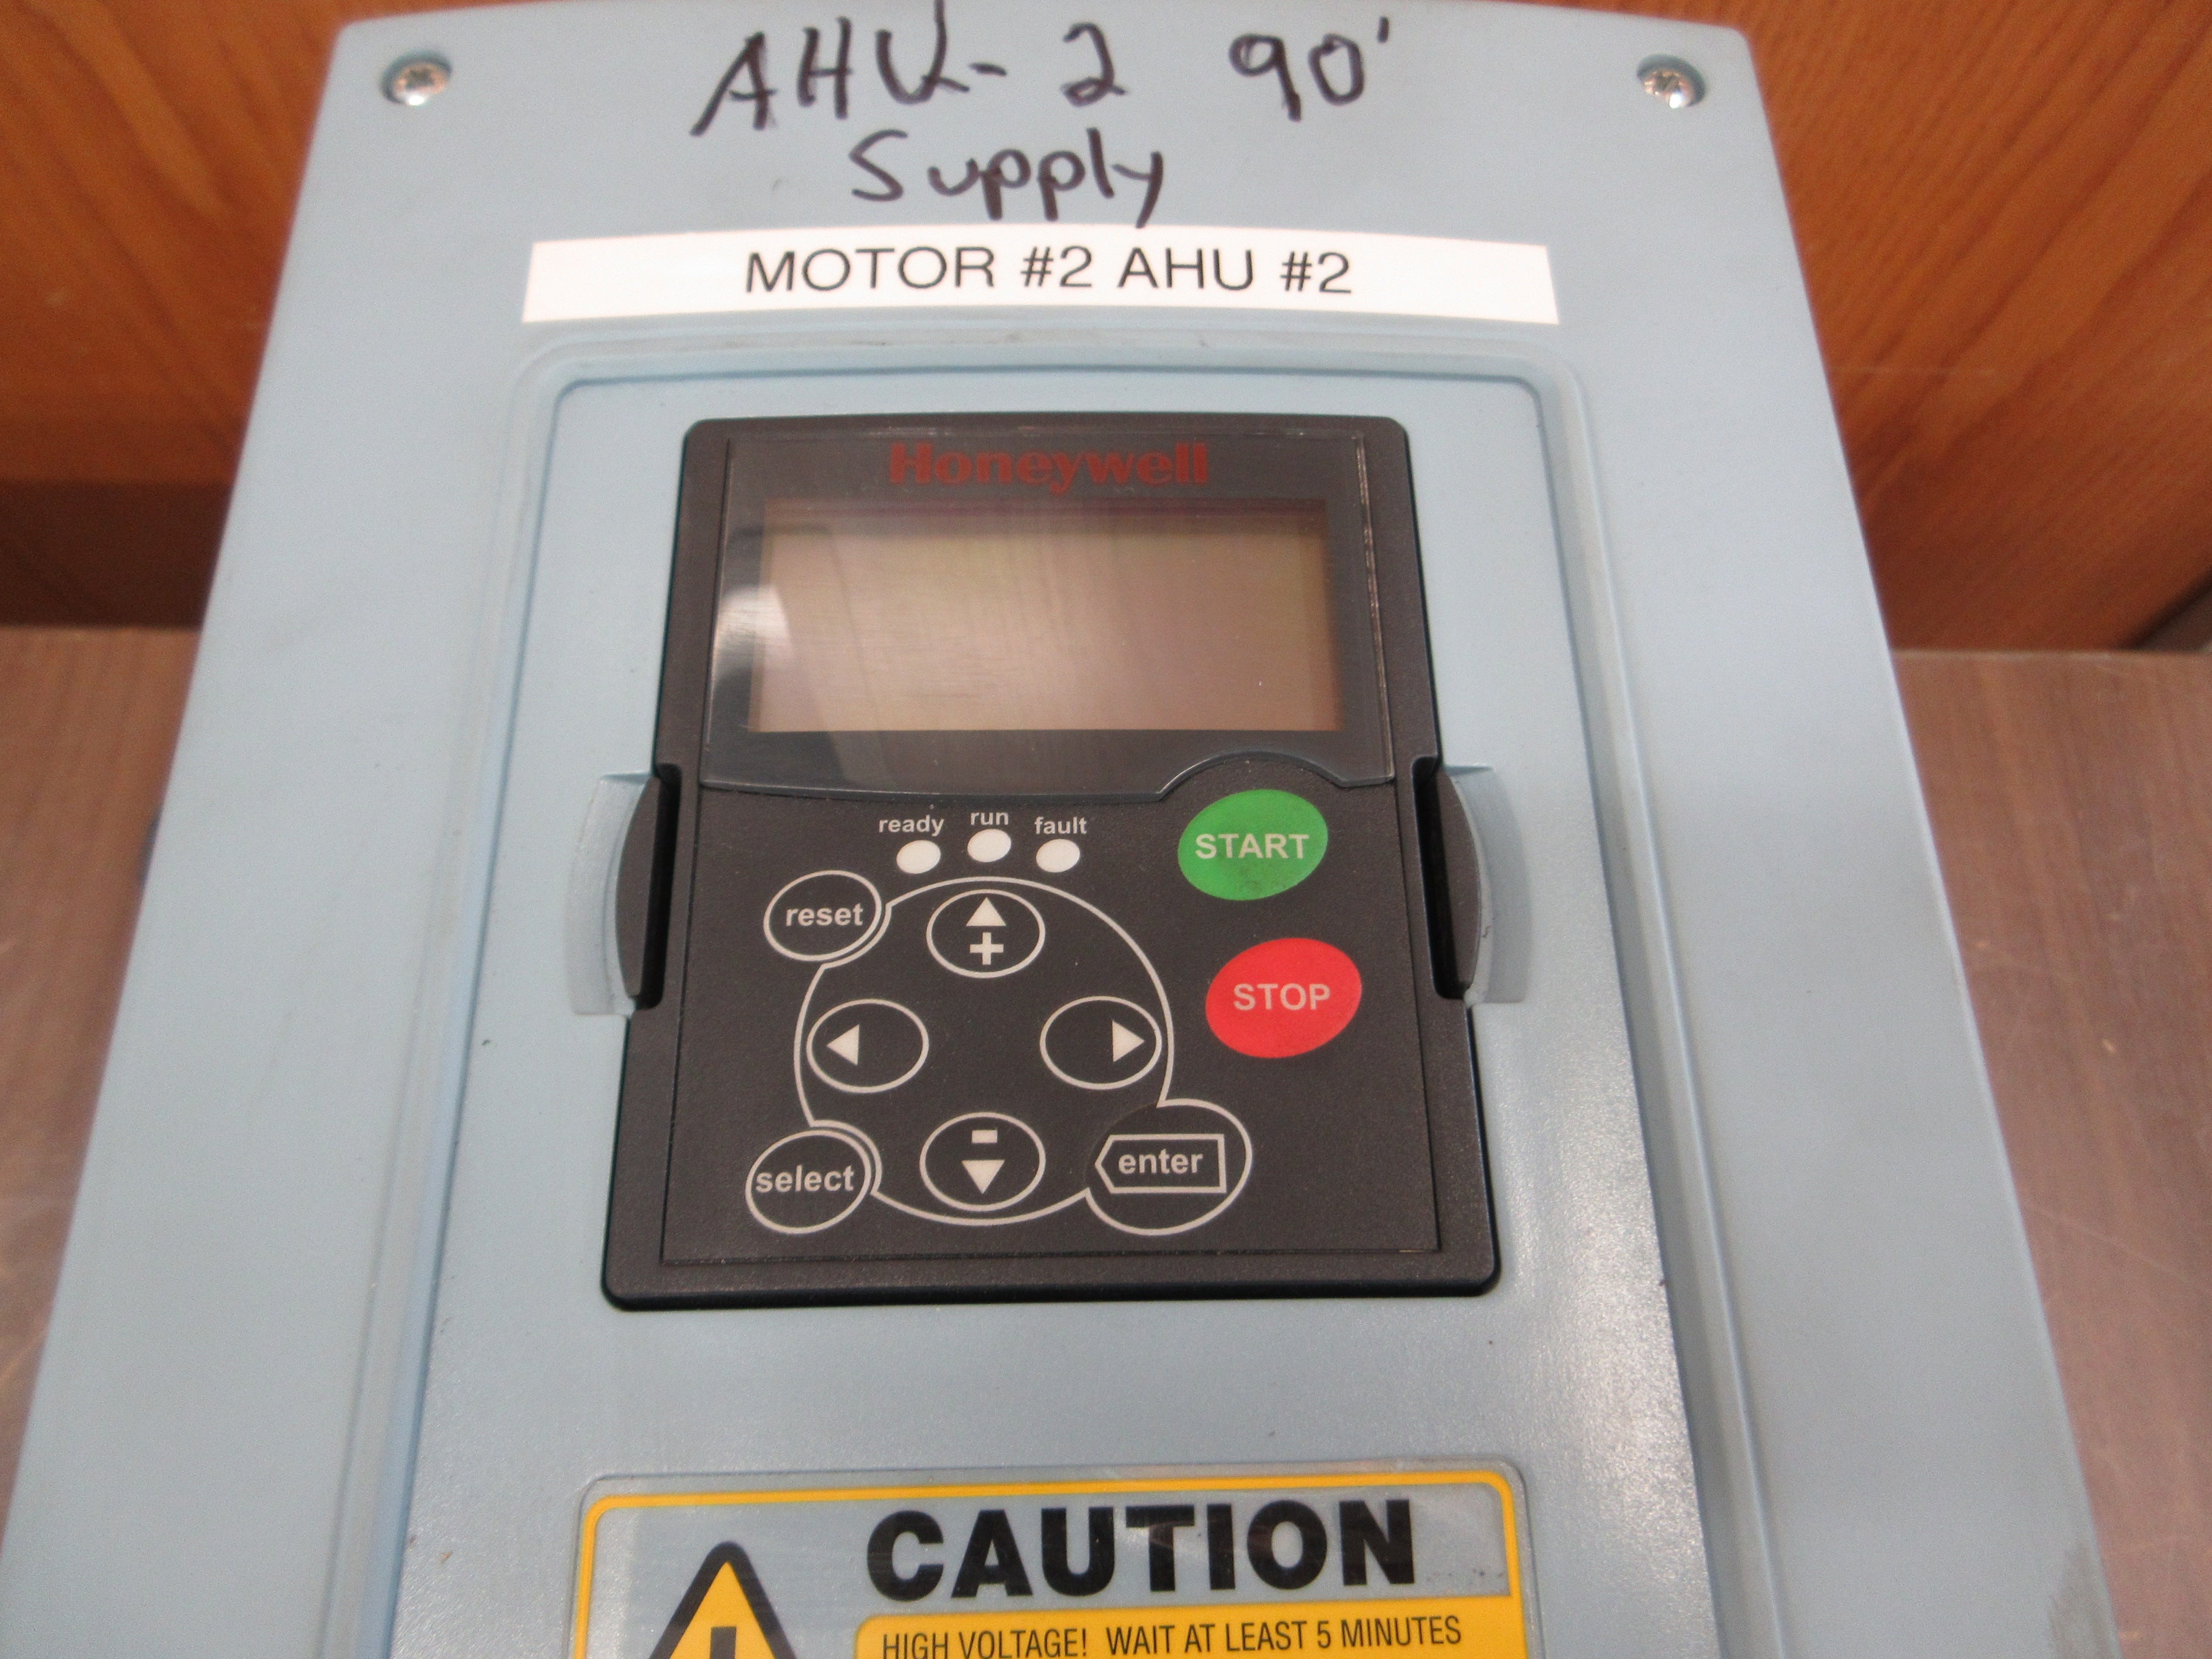 AHU-2 90'
Supply
MOTOR #2 AHU #2
Honeywell
ready run fault
START
reset
+
STOP
-
select
enter
CAUTION
HIGH VOLTAGE! WAIT AT LEAST 5 MINUTES